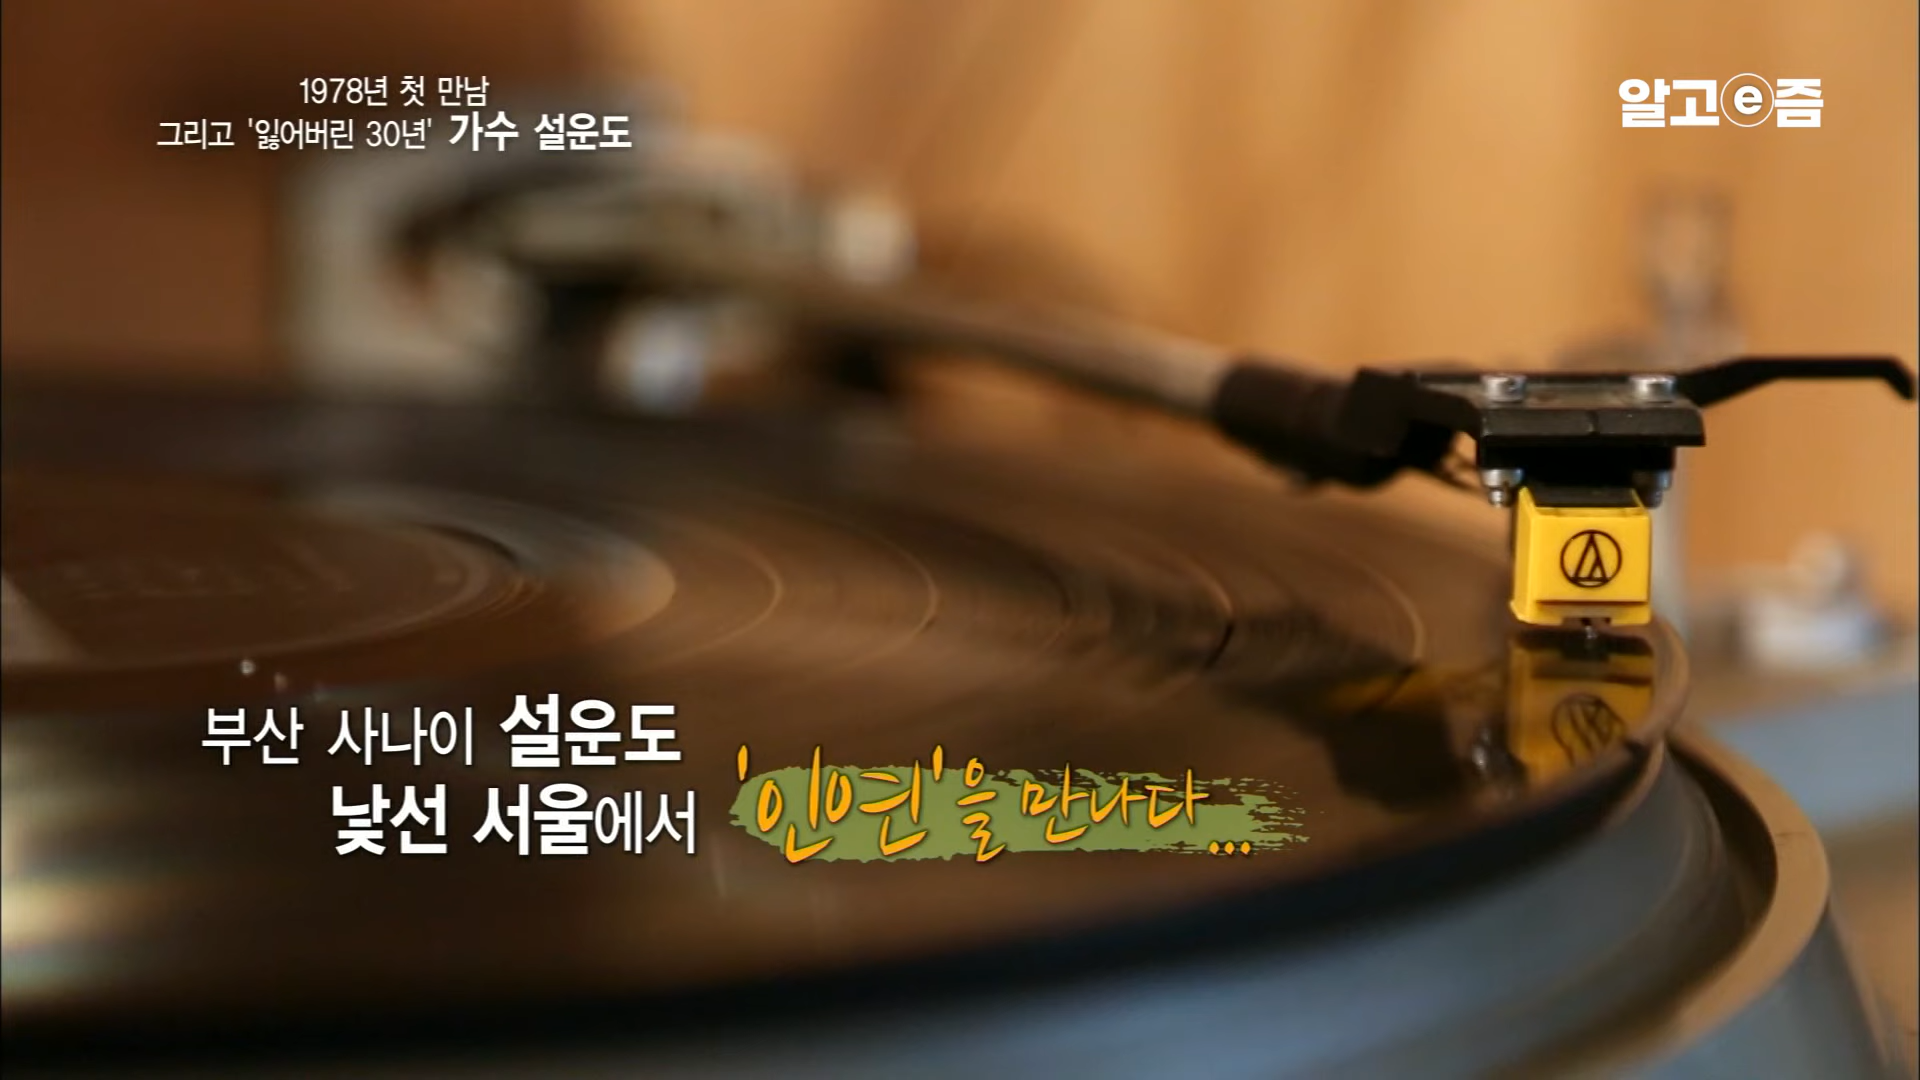 1978년 첫 만남
그리고 '잃어버린 30년' 가수 설운도
알고e즘
부산 사나이 설운도
낯선 서울에서 '인연'을 만나다...